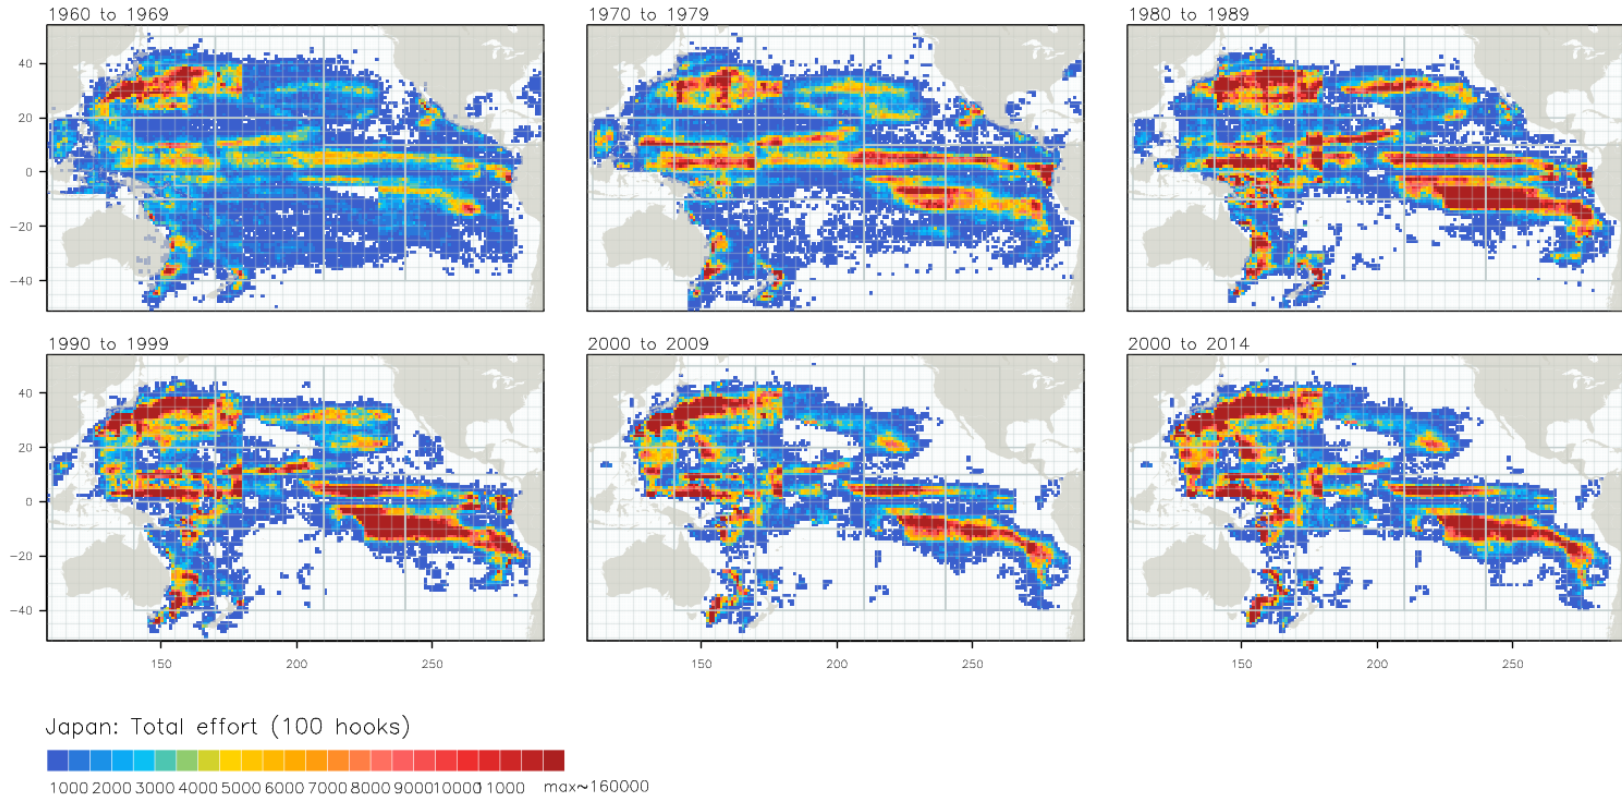 1960 to 1969
1970 to 1979
1980 to 1989
40
20
0
−20
−40
1990 to 1999
2000 to 2009
2000 to 2014
40
20
0
−20
−40
150 200 250
150 200 250
150 200 250
Japan: Total effort (100 hooks)
1000 2000 3000 4000 5000 6000 7000 8000 9000 10000 11000 max~160000